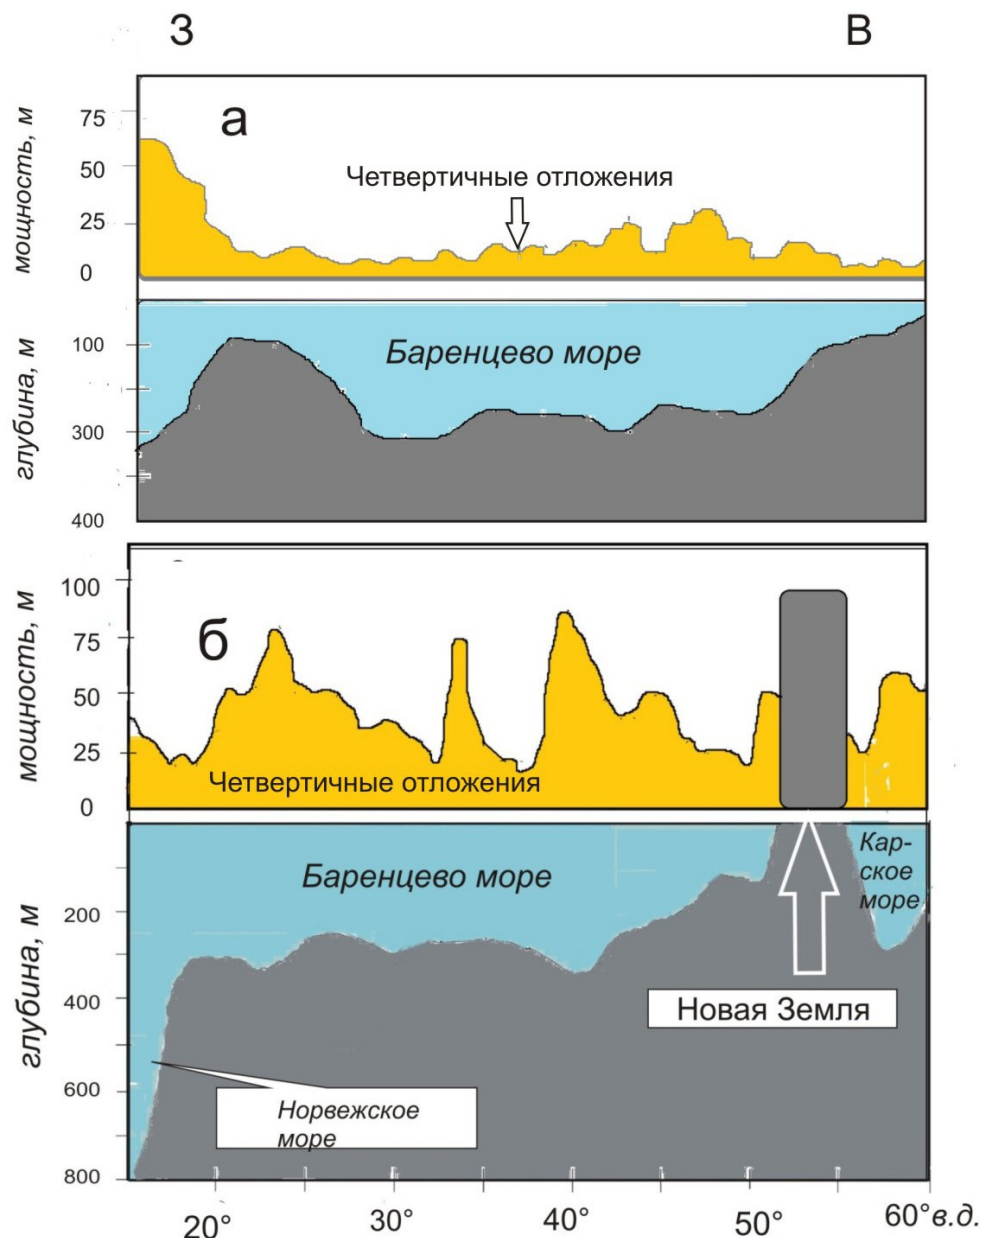 З
В
75
50
25
0
мощность, м
а
Четвертичные отложения
100
300
400
глубина, м
Баренцево море
100
75
50
25
0
мощность, м
б
Четвертичные отложения
200
400
600
800
глубина, м
Баренцево море
Кар-
ское
море
Новая Земля
Норвежское
море
20°
30°
40°
50°
60°в.д.